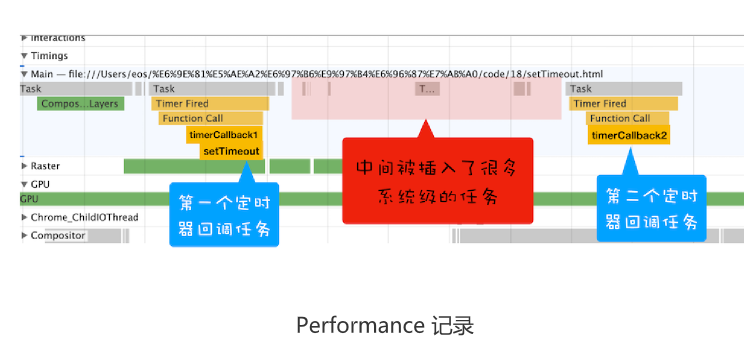 Interactions
Timings
Main — file:///Users/eos/%E6%9E%81%E5%AE%A2%E6%97%B6%E9%97%B4%E6%96%87%E7%AB%A0/code/18/setTimeout.html
Task
Task
T...
Task
Compos...Layers
Timer Fired
Timer Fired
Function Call
Function Call
timerCallback1
timerCallback2
setTimeout
Raster
中间被插入了很多
系统级的任务
GPU
GPU
第一个定时
器回调任务
第二个定时
器回调任务
Chrome_ChildIOThread
Compositor
Performance 记录